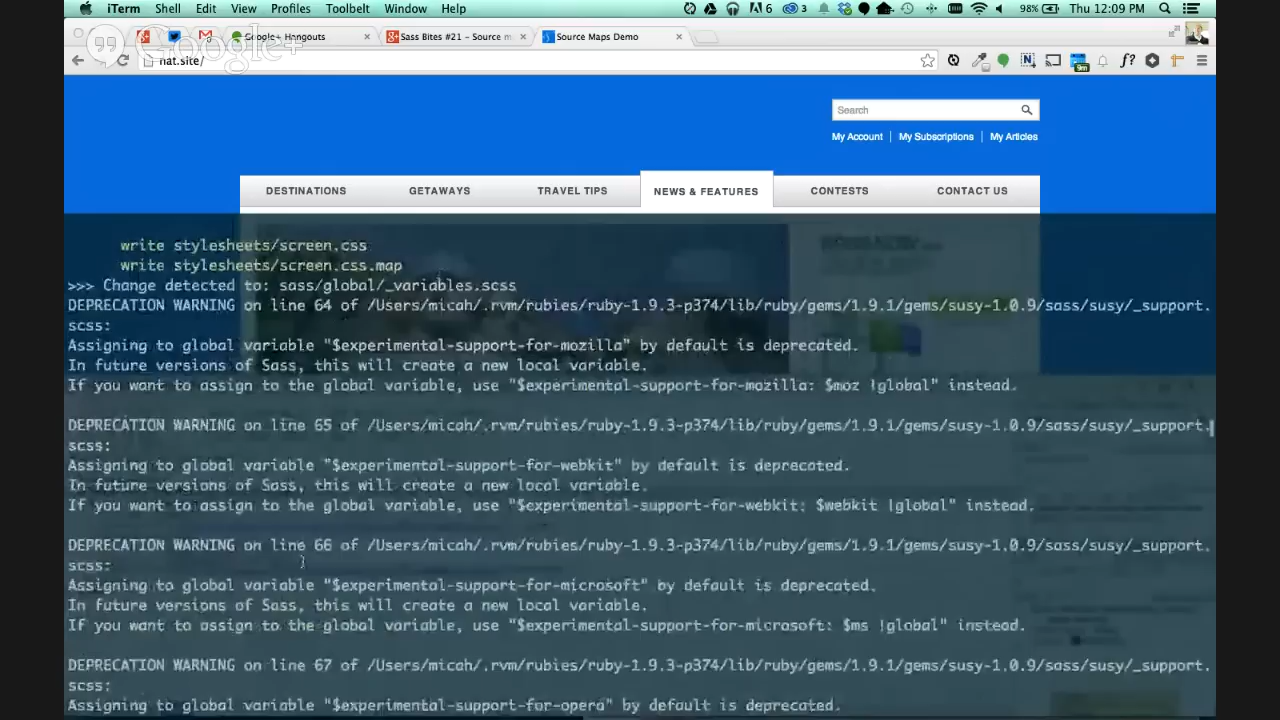 iTerm Shell Edit View Profiles Toolbelt Window Help 6 3 98% Thu 12:09 PM
Google+ Hangouts Sass Bites #21 - Source m Source Maps Demo
Google+
nat.site/
Search
My Account My Subscriptions My Articles
DESTINATIONS GETAWAYS TRAVEL TIPS NEWS & FEATURES CONTESTS CONTACT US
write stylesheets/screen.css
write stylesheets/screen.css.map
>>> Change detected to: sass/global/_variables.scss
DEPRECATION WARNING on line 64 of /Users/micah/.rvm/rubies/ruby-1.9.3-p374/lib/ruby/gems/1.9.1/gems/susy-1.0.9/sass/susy/_support.
scss:
Assigning to global variable "$experimental-support-for-mozilla" by default is deprecated.
In future versions of Sass, this will create a new local variable.
If you want to assign to the global variable, use "$experimental-support-for-mozilla: $moz !global" instead.
DEPRECATION WARNING on line 65 of /Users/micah/.rvm/rubies/ruby-1.9.3-p374/lib/ruby/gems/1.9.1/gems/susy-1.0.9/sass/susy/_support.
scss:
Assigning to global variable "$experimental-support-for-webkit" by default is deprecated.
In future versions of Sass, this will create a new local variable.
If you want to assign to the global variable, use "$experimental-support-for-webkit: $webkit !global" instead.
DEPRECATION WARNING on line 66 of /Users/micah/.rvm/rubies/ruby-1.9.3-p374/lib/ruby/gems/1.9.1/gems/susy-1.0.9/sass/susy/_support.
scss:
Assigning to global variable "$experimental-support-for-microsoft" by default is deprecated.
In future versions of Sass, this will create a new local variable.
If you want to assign to the global variable, use "$experimental-support-for-microsoft: $ms !global" instead.
DEPRECATION WARNING on line 67 of /Users/micah/.rvm/rubies/ruby-1.9.3-p374/lib/ruby/gems/1.9.1/gems/susy-1.0.9/sass/susy/_support.
scss:
Assigning to global variable "$experimental-support-for-opera" by default is deprecated.